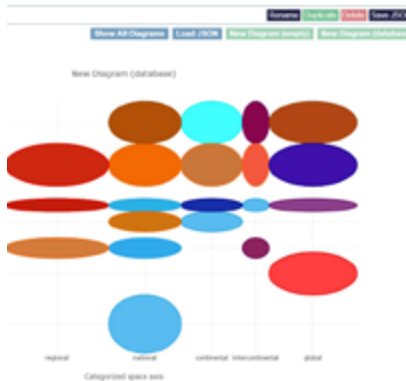 Rename Duplicate Delete Save JSON
Show All Diagrams Load JSON New Diagram (empty) New Diagram (database
New Diagram (database)
regional national continental intercontinental global
Categorized space axis